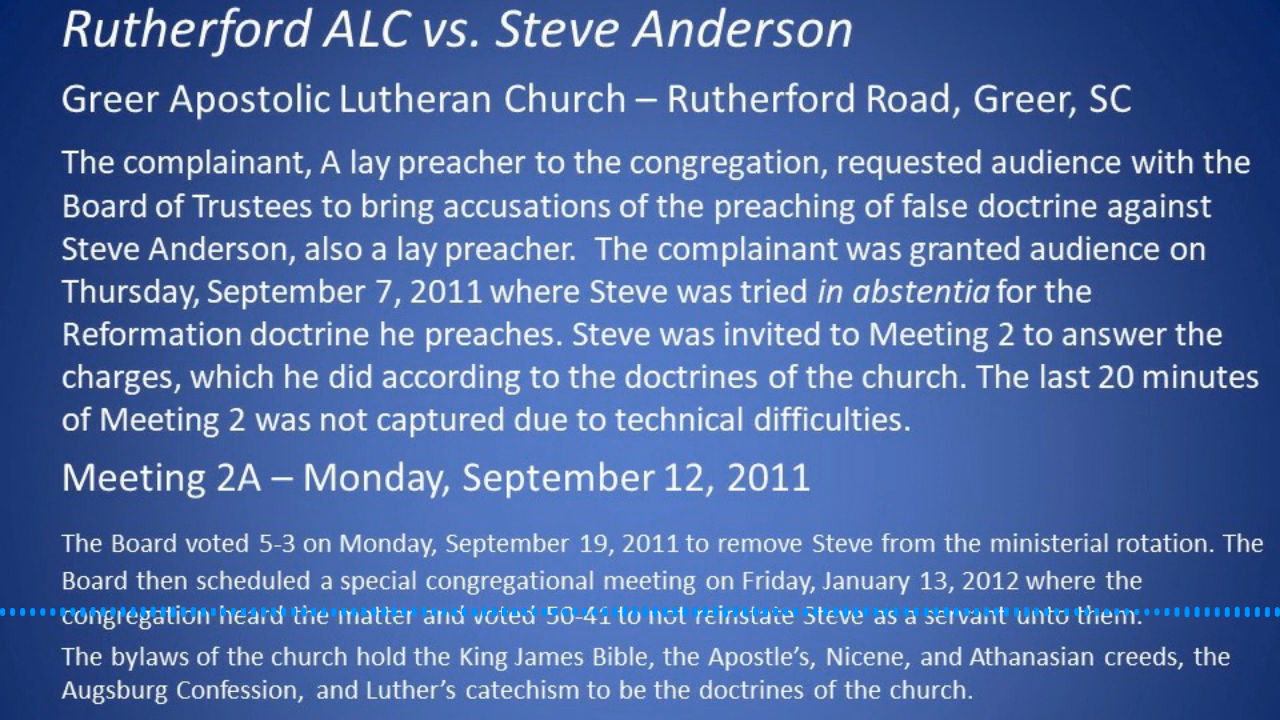 Rutherford ALC vs. Steve Anderson
Greer Apostolic Lutheran Church – Rutherford Road, Greer, SC
The complainant, A lay preacher to the congregation, requested audience with the
Board of Trustees to bring accusations of the preaching of false doctrine against
Steve Anderson, also a lay preacher.  The complainant was granted audience on
Thursday, September 7, 2011 where Steve was tried in abstentia for the
Reformation doctrine he preaches. Steve was invited to Meeting 2 to answer the
charges, which he did according to the doctrines of the church. The last 20 minutes
of Meeting 2 was not captured due to technical difficulties.
Meeting 2A – Monday, September 12, 2011
The Board voted 5-3 on Monday, September 19, 2011 to remove Steve from the ministerial rotation. The
Board then scheduled a special congregational meeting on Friday, January 13, 2012 where the
congregation heard the matter and voted 50-41 to not reinstate Steve as a servant unto them.
The bylaws of the church hold the King James Bible, the Apostle’s, Nicene, and Athanasian creeds, the
Augsburg Confession, and Luther’s catechism to be the doctrines of the church.